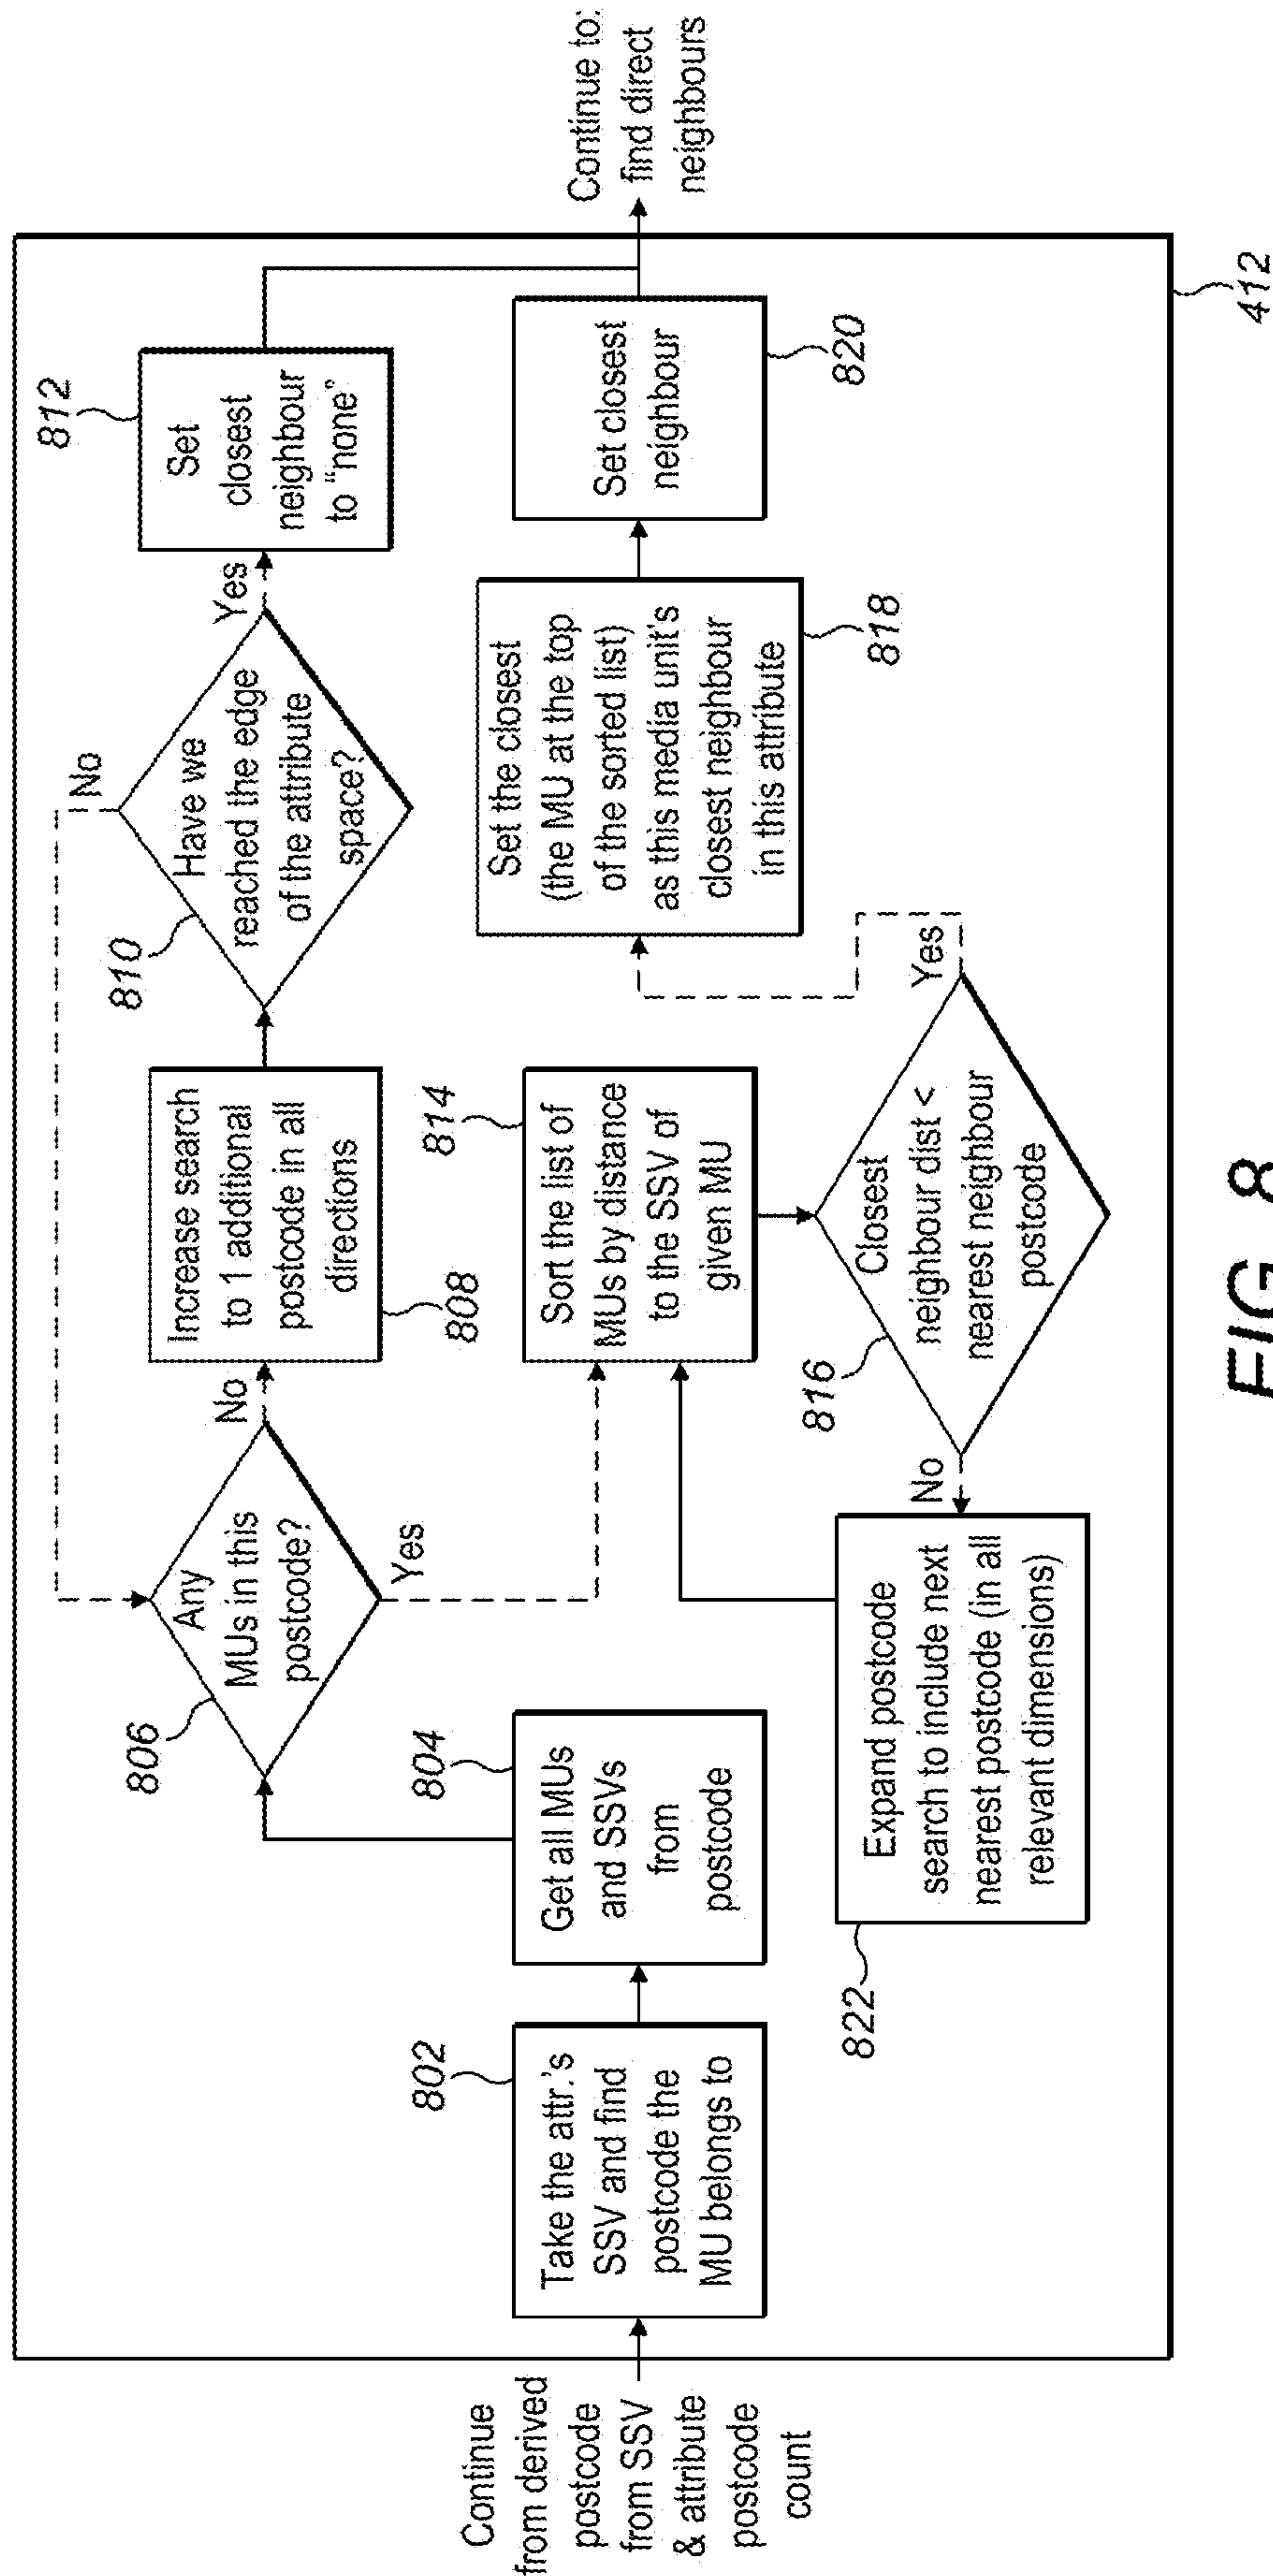 Continue
from derived
postcode
from SSV
& attribute
postcode
count
802
Take the attr.'s
SSV and find
postcode the
MU belongs to
804
Get all MUs
and SSVs
from
postcode
806
Any
MUs in this
postcode?
No
Yes
808
Increase search
to 1 additional
postcode in all
directions
810
Have we
reached the edge
of the attribute
space?
No
Yes
812
Set
closest
neighbour
to “none”
814
Sort the list of
MUs by distance
to the SSV of
given MU
816
Closest
neighbour dist <
nearest neighbour
postcode
No
Yes
822
Expand postcode
search to include next
nearest postcode (in all
relevant dimensions)
818
Set the closest
(the MU at the top
of the sorted list)
as this media unit's
closest neighbour
in this attribute
820
Set closest
neighbour
Continue to:
find direct
neighbours
412
FIG. 8